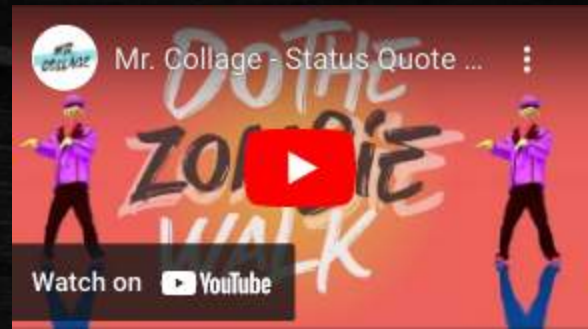 MR
COLLAGE
Mr. Collage - Status Quote ...
DO THE
ZOMBIE
WALK
Watch on YouTube